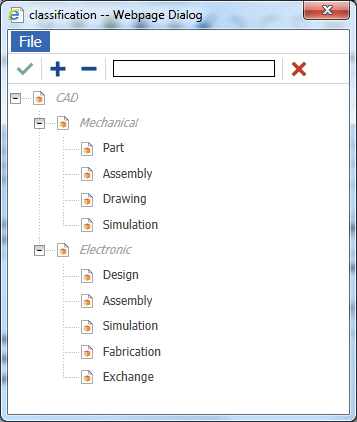 classification -- Webpage Dialog
File
CAD
Mechanical
Part
Assembly
Drawing
Simulation
Electronic
Design
Assembly
Simulation
Fabrication
Exchange